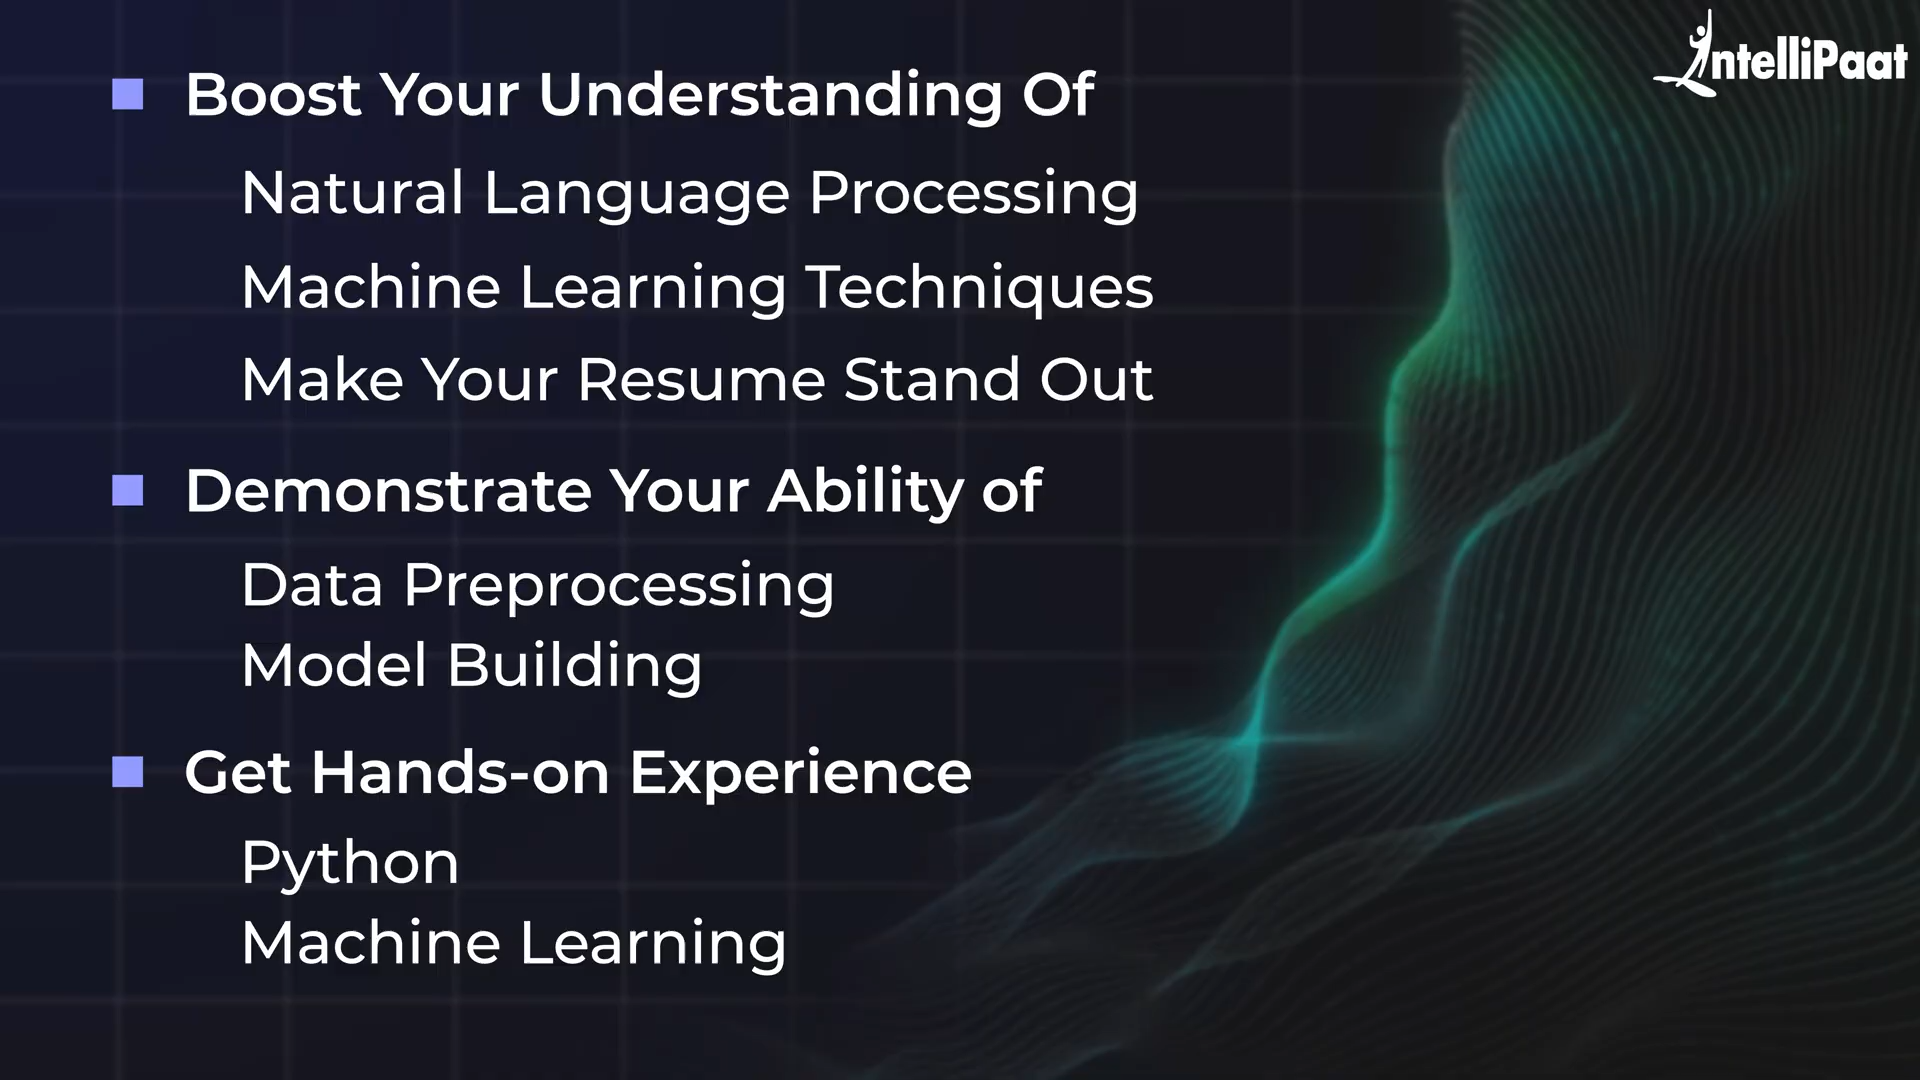 IntelliPaat
Boost Your Understanding Of
Natural Language Processing
Machine Learning Techniques
Make Your Resume Stand Out
Demonstrate Your Ability of
Data Preprocessing
Model Building
Get Hands-on Experience
Python
Machine Learning